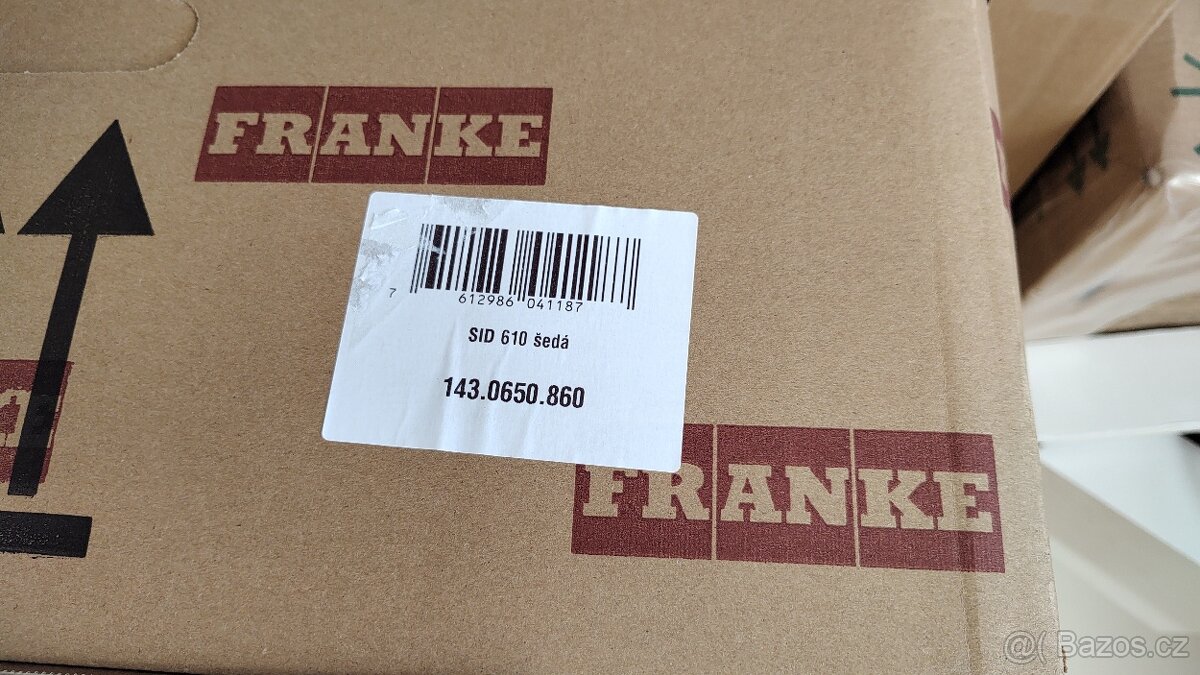 FRANKE
7 612986 041187
SID 610 šedá
143.0650.860
FRANKE
Bazos.cz